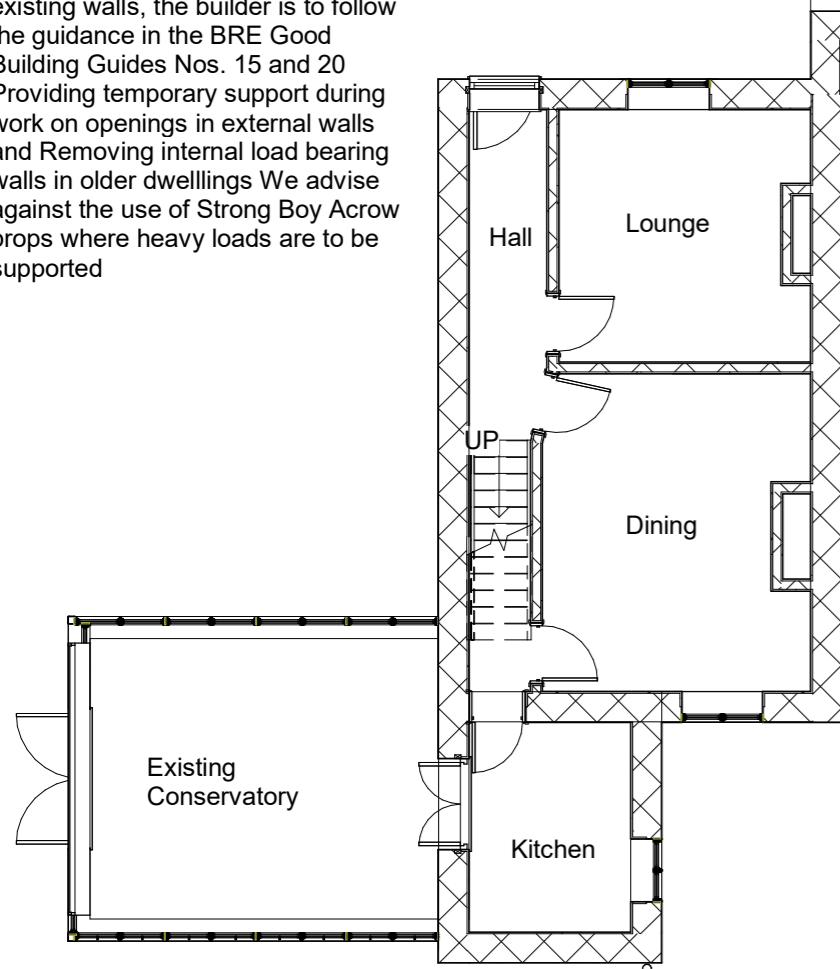 existing walls, the builder is to follow
the guidance in the BRE Good
Building Guides Nos. 15 and 20
Providing temporary support during
work on openings in external walls
and Removing internal load bearing
walls in older dwelllings We advise
against the use of Strong Boy Acrow
props where heavy loads are to be
supported
Hall
Lounge
UP
Dining
Existing
Conservatory
Kitchen